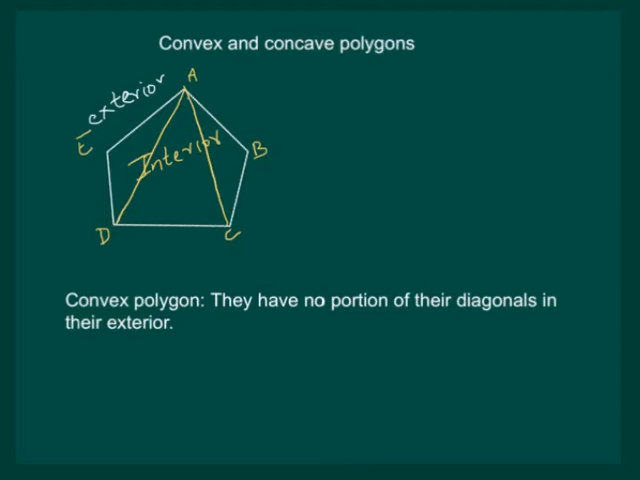 Convex and concave polygons
A
exterior
E
Interior
B
D
C
Convex polygon: They have no portion of their diagonals in
their exterior.